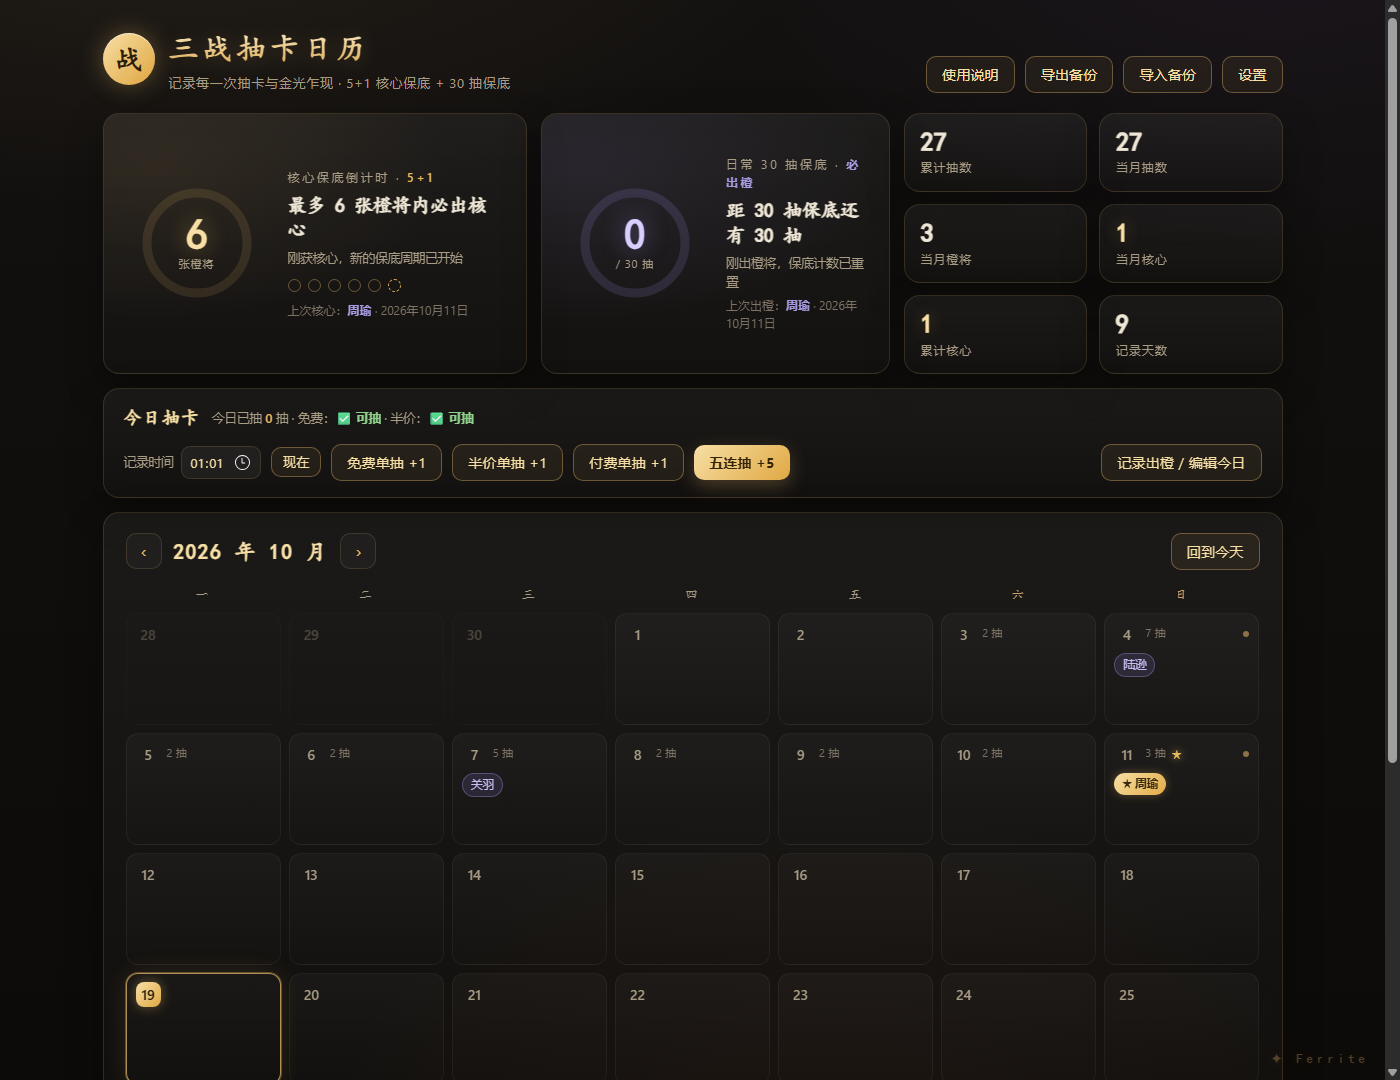 战
三战抽卡日历
记录每一次抽卡与金光乍现 · 5+1 核心保底 + 30 抽保底
使用说明
导出备份
导入备份
设置
6
张橙将
核心保底倒计时 · 5+1
最多 6 张橙将内必出核
心
刚获核心，新的保底周期已开始
上次核心：周瑜 · 2026年10月11日
0
/ 30 抽
日常 30 抽保底 · 必
出橙
距 30 抽保底还
有 30 抽
刚出橙将，保底计数已重
置
上次出橙：周瑜 · 2026年
10月11日
27
累计抽数
27
当月抽数
3
当月橙将
1
当月核心
1
累计核心
9
记录天数
今日抽卡 今日已抽 0 抽 · 免费：✅ 可抽 · 半价：✅ 可抽
记录时间 01:01 现在 免费单抽 +1 半价单抽 +1 付费单抽 +1 五连抽 +5 记录出橙 / 编辑今日
‹ 2026 年 10 月 › 回到今天
一 二 三 四 五 六 日
28 29 30 1 2 3 2 抽 4 7 抽
陆逊
5 2 抽 6 2 抽 7 5 抽 8 2 抽 9 2 抽 10 2 抽 11 3 抽 ★
关羽 ★ 周瑜
12 13 14 15 16 17 18
19 20 21 22 23 24 25
✦ Ferrite